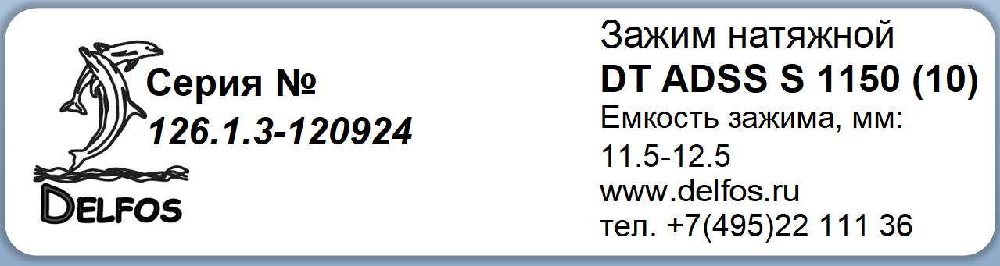 Серия №
126.1.3-120924
DELFOS
Зажим натяжной
DT ADSS S 1150 (10)
Емкость зажима, мм:
11.5-12.5
www.delfos.ru
тел. +7(495)22 111 36